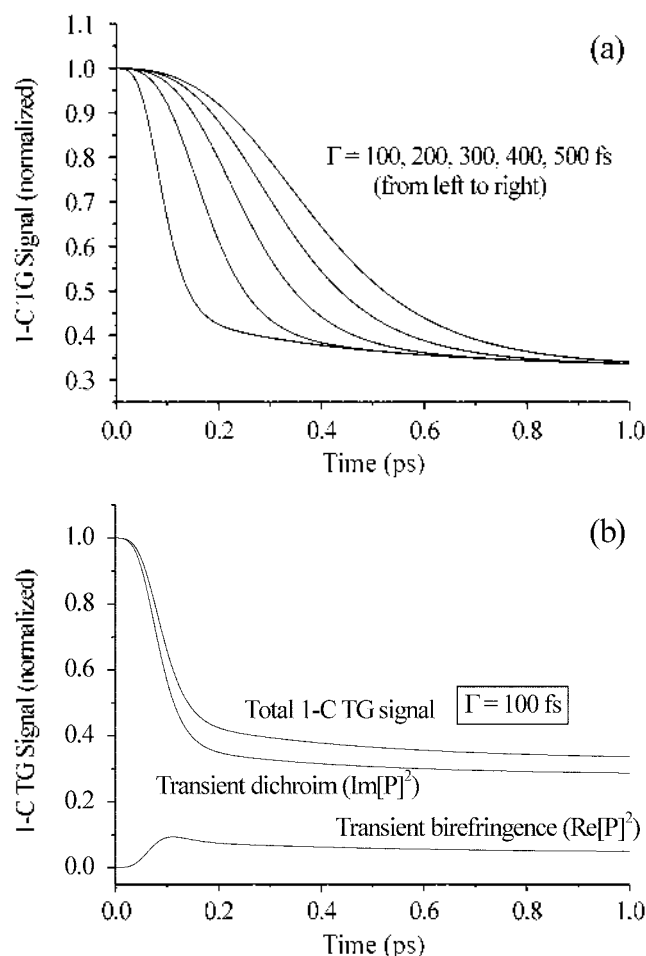 (a)
1.1
1.0
0.9
0.8
0.7
0.6
0.5
0.4
0.3
1-C TG Signal (normalized)
Γ = 100, 200, 300, 400, 500 fs
(from left to right)
0.0 0.2 0.4 0.6 0.8 1.0
Time (ps)
(b)
1.0
0.8
0.6
0.4
0.2
0.0
1-C TG Signal (normalized)
Total 1-C TG signal
Γ = 100 fs
Transient dichroim (Im[P]²)
Transient birefringence (Re[P]²)
0.0 0.2 0.4 0.6 0.8 1.0
Time (ps)